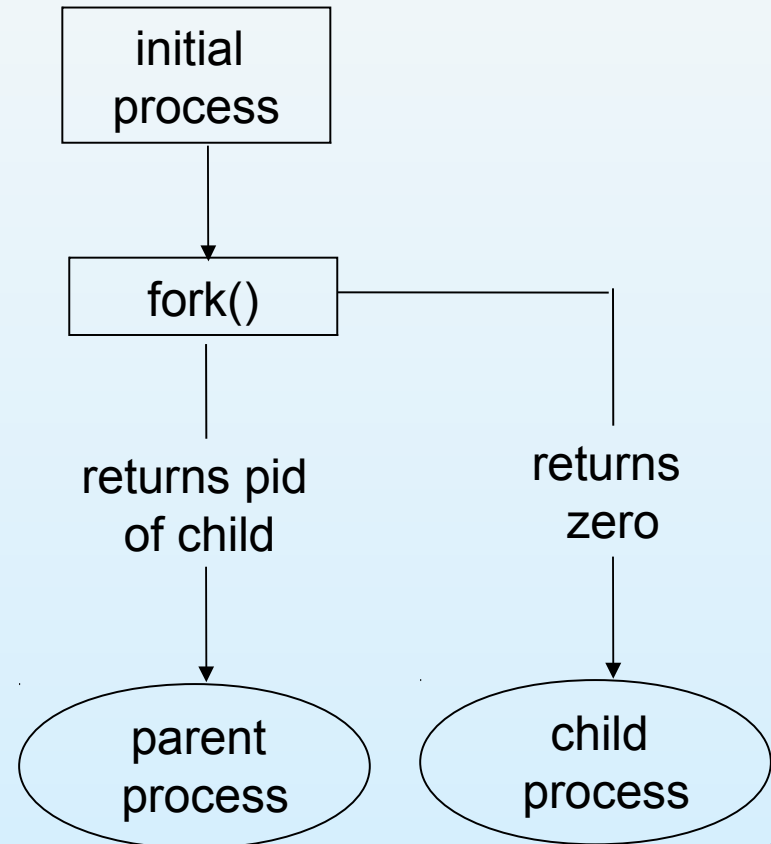 initial
process
fork()
returns pid
of child
returns
zero
parent
process
child
process